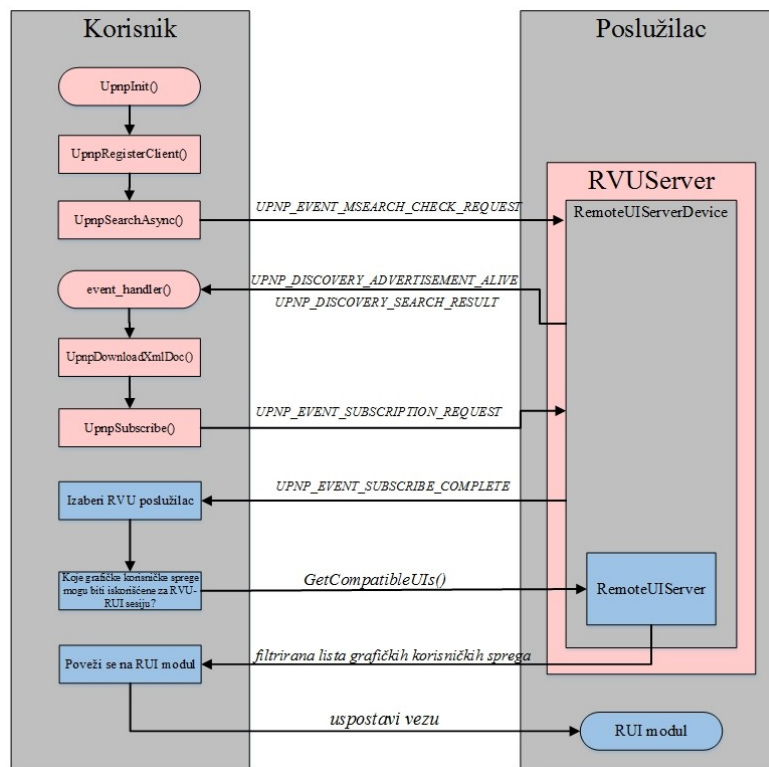 Korisnik
Poslužilac
UpnpInit()
UpnpRegisterClient()
RVUServer
UpnpSearchAsync()
UPNP_EVENT_MSEARCH_CHECK_REQUEST
RemoteUIServerDevice
event_handler()
UPNP_DISCOVERY_ADVERTISEMENT_ALIVE
UPNP_DISCOVERY_SEARCH_RESULT
UpnpDownloadXmlDoc()
UpnpSubscribe()
UPNP_EVENT_SUBSCRIPTION_REQUEST
Izaberi RVU poslužilac
UPNP_EVENT_SUBSCRIBE_COMPLETE
Koje grafičke korisničke sprege
mogu biti iskorišćene za RVU-
RUI sesiju?
GetCompatibleUIs()
RemoteUIServer
Poveži se na RUI modul
filtrirana lista grafičkih korisničkih sprega
uspostavi vezu
RUI modul